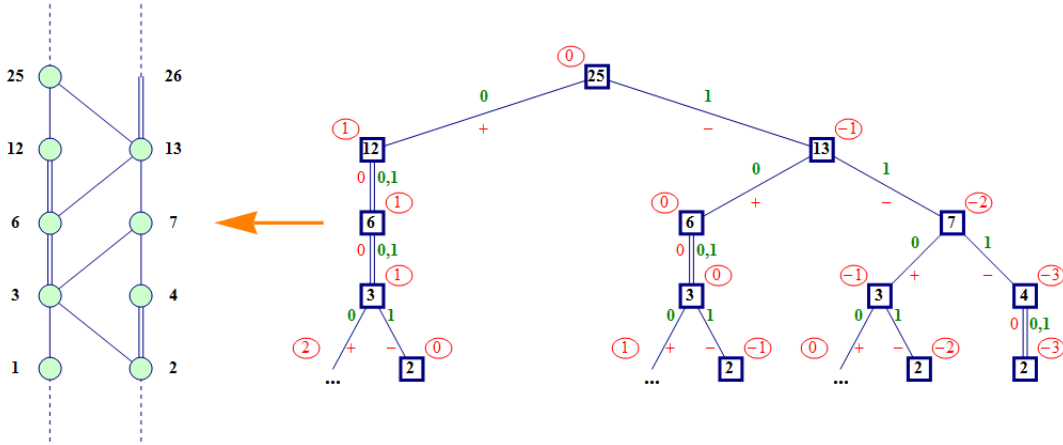 25 26
0 25
0 1
+ −
12 13
1 12 13 −1
0 0,1 0 1
+ −
6 7
6 1 0 6 7 −2
0 0,1 0 0,1 0 1
+ −
3 4
3 1 3 0 −1 3 4 −3
0 1 0 1 0 1 0 0,1
2 + − 0 1 + − −1 0 + − −2 −3
1 2
... 2 ... 2 ... 2 2